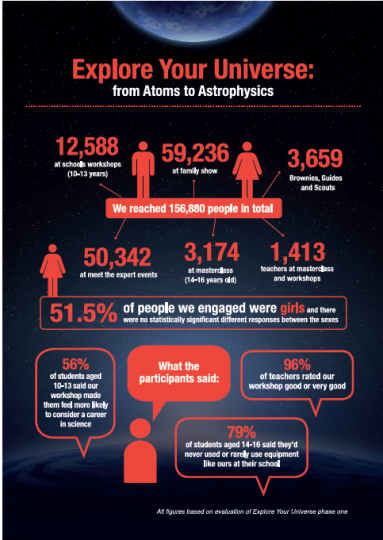 Explore Your Universe:
from Atoms to Astrophysics
12,588
at schools workshops
(10-13 years)
59,236
at family show
3,659
Brownies, Guides
and Scouts
We reached 156,880 people in total
50,342
at meet the expert events
3,174
at masterclass
(14-16 years old)
1,413
teachers at masterclass
and workshops
51.5% of people we engaged were girls and there
were no statistically significant different responses between the sexes
56%
of students aged
10-13 said our
workshop made
them feel more likely
to consider a career
in science
What the
participants said:
96%
of teachers rated our
workshop good or very good
79%
of students aged 14-16 said they'd
never used or rarely use equipment
like ours at their school
All figures based on evaluation of Explore Your Universe phase one